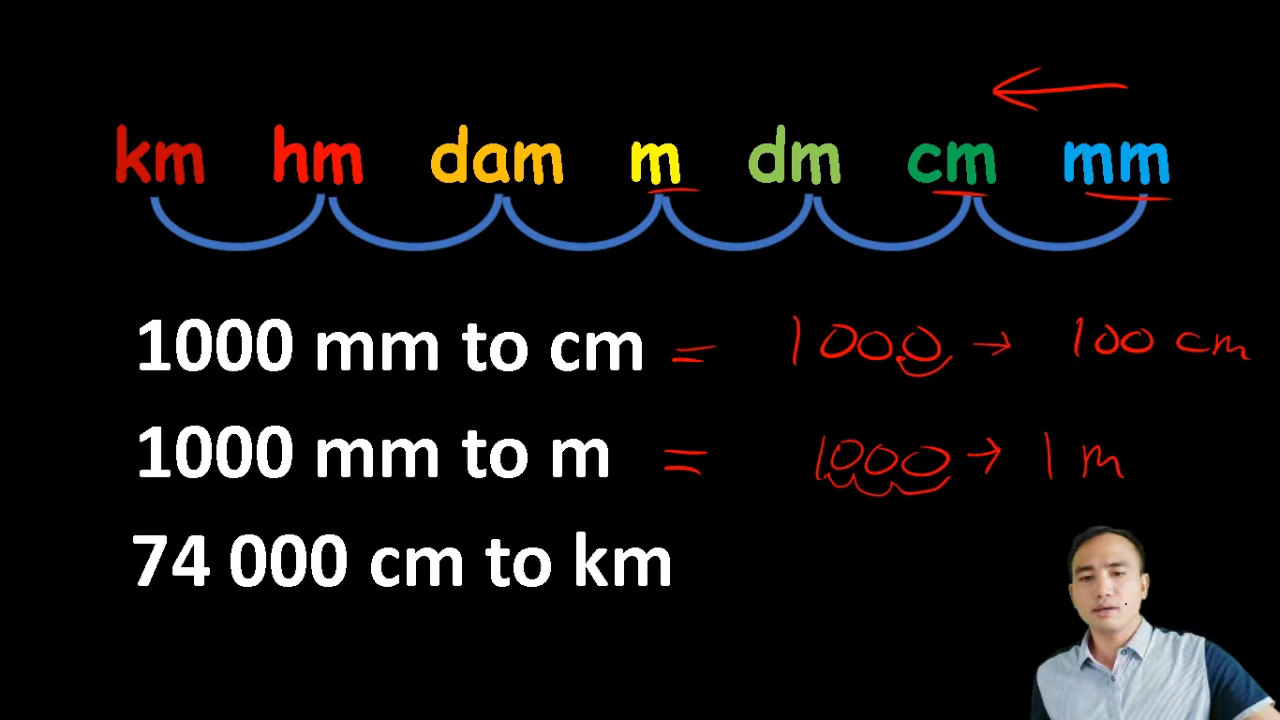 km hm dam m dm cm mm
1000 mm to cm = 1000 → 100 cm
1000 mm to m = 1000 → 1 m
74 000 cm to km